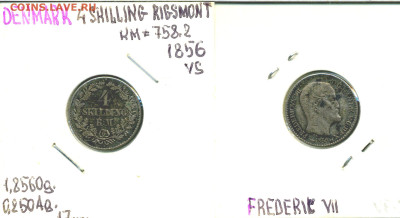 COINS.LAVE.RU
DENMARK 4 SHILLING RIGSMONT
KM# 758.2
1856
VS
4
SKILLING
R.M.
1,8560g.
0,2504g.
FREDERIC VII